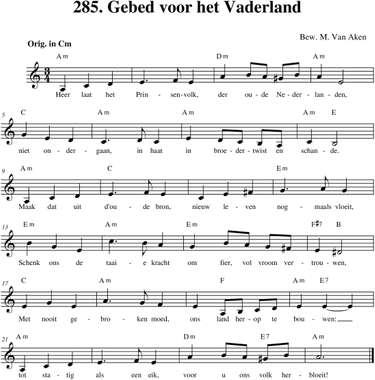 285. Gebed voor het Vaderland
Bew. M. Van Aken
Orig. in Cm
Am Dm Am
Heer laat het Prin- sen-volk, der ou-de Ne-der-lan-den,
5
C Am Am E
niet on-der-gaan, in haat in broe-der-twist en schan-de.
9
Am C Em
Maak dat uit d'ou-de bron, nieuw le-ven nog-maals vloeit,
13
Em Am Em F#7 B
Schenk ons de taai-e kracht om fier, vol vroom ver-trou-wen,
17
C Em F Am E7
Met nooit ge-bro-ken moed, ons land her-op te bou-wen:
21
Am Am Dm E7 Am
tot sta-tig als een eik, voor u ons volk her-bloeit!